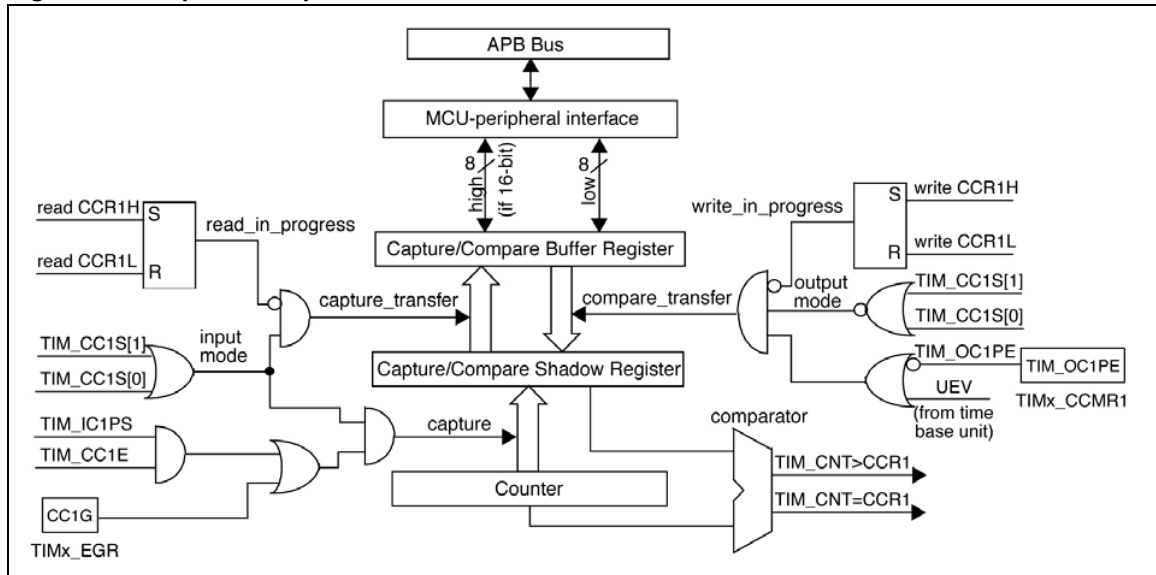 APB Bus
MCU-peripheral interface
8
high
(if 16-bit)
8
low
read CCR1H
S
read_in_progress
read CCR1L
R
write CCR1H
S
write_in_progress
write CCR1L
R
Capture/Compare Buffer Register
capture_transfer
compare_transfer
output
mode
TIM_CC1S[1]
TIM_CC1S[0]
input
mode
TIM_CC1S[1]
TIM_CC1S[0]
Capture/Compare Shadow Register
TIM_OC1PE
TIM_OC1PE
UEV
TIMx_CCMR1
(from time
base unit)
comparator
TIM_IC1PS
capture
TIM_CC1E
TIM_CNT>CCR1
Counter
TIM_CNT=CCR1
CC1G
TIMx_EGR